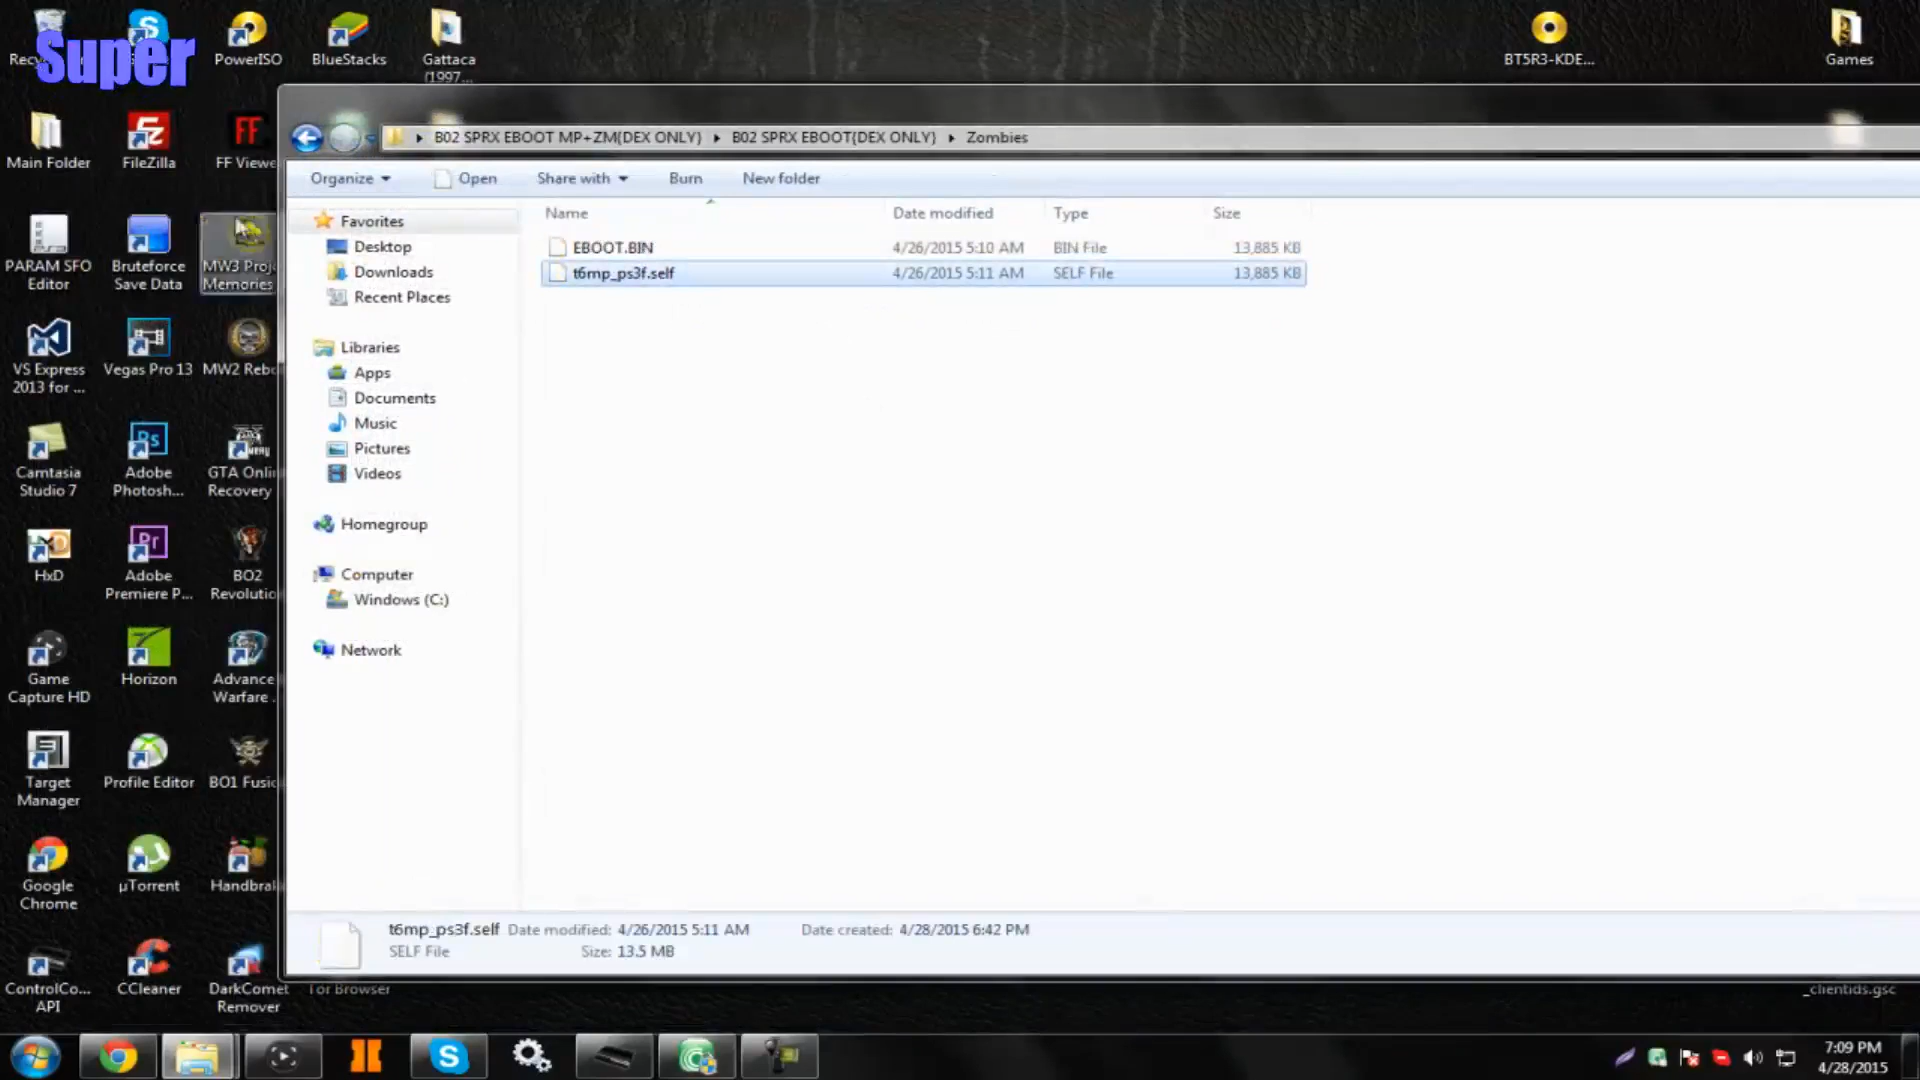 Super
PowerISO
BlueStacks
Gattaca
(1997...
BT5R3-KDE...
Games
B02 SPRX EBOOT MP+ZM{DEX ONLY} B02 SPRX EBOOT{DEX ONLY} Zombies
Organize Open Share with Burn New folder
Name Date modified Type Size
EBOOT.BIN 4/26/2015 5:10 AM BIN File 13,885 KB
t6mp_ps3f.self 4/26/2015 5:11 AM SELF File 13,885 KB
Favorites
Desktop
Downloads
Recent Places
Libraries
Apps
Documents
Music
Pictures
Videos
Homegroup
Computer
Windows (C:)
Network
t6mp_ps3f.self Date modified: 4/26/2015 5:11 AM Date created: 4/28/2015 6:42 PM
SELF File Size: 13.5 MB
Main Folder
FileZilla
FF Viewe
PARAM SFO
Editor
Bruteforce
Save Data
MW3 Proj
Memories
VS Express
2013 for ...
Vegas Pro 13
MW2 Rebo
Camtasia
Studio 7
Adobe
Photosh...
GTA Onli
Recovery
HxD
Adobe
Premiere P...
BO2
Revolutio
Game
Capture HD
Horizon
Advance
Warfare .
Target
Manager
Profile Editor
BO1 Fusic
Google
Chrome
µTorrent
Handbral
ControlCo...
API
CCleaner
DarkComet
Remover
Tor Browser
_clientids.gsc
7:09 PM
4/28/2015